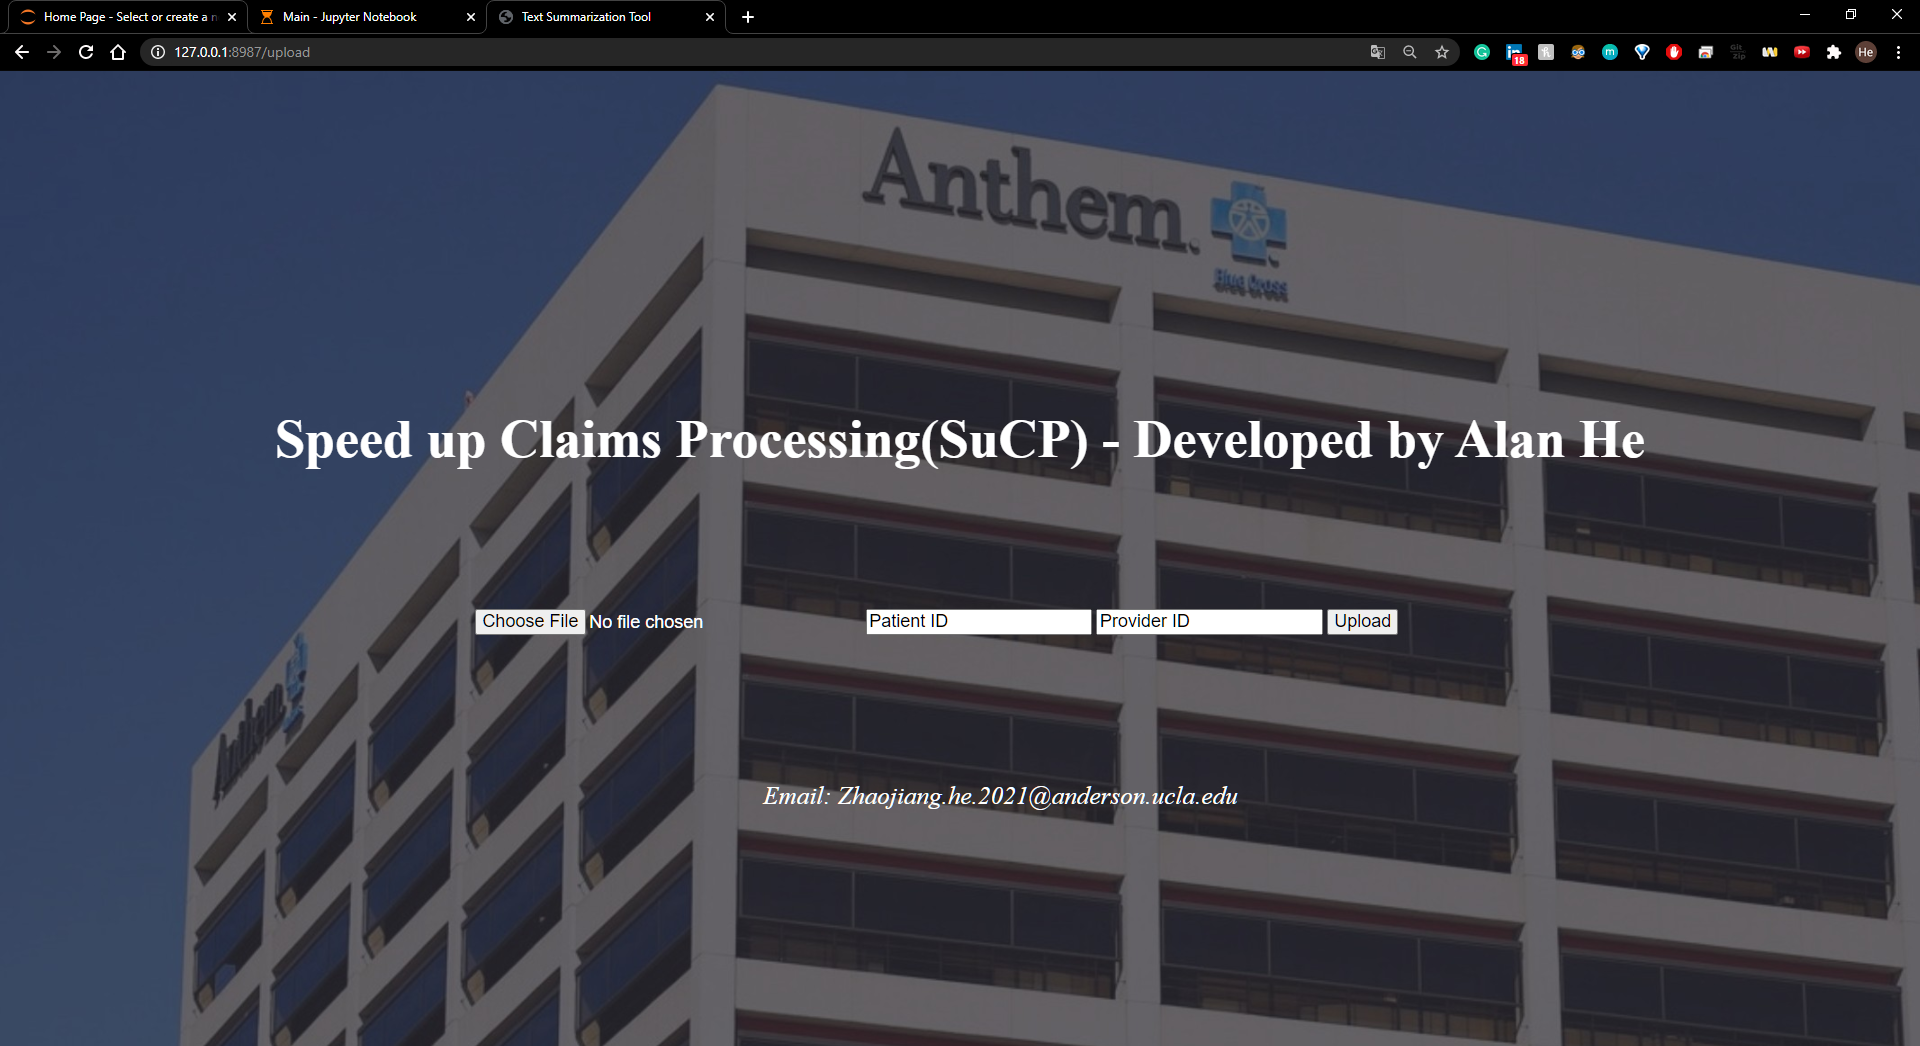 Home Page - Select or create a n
Main - Jupyter Notebook
Text Summarization Tool
127.0.0.1:8987/upload
18
He
Anthem.
Blue Cross
Speed up Claims Processing(SuCP) - Developed by Alan He
Choose File No file chosen
Patient ID
Provider ID
Upload
Anthem
Email: Zhaojiang.he.2021@anderson.ucla.edu